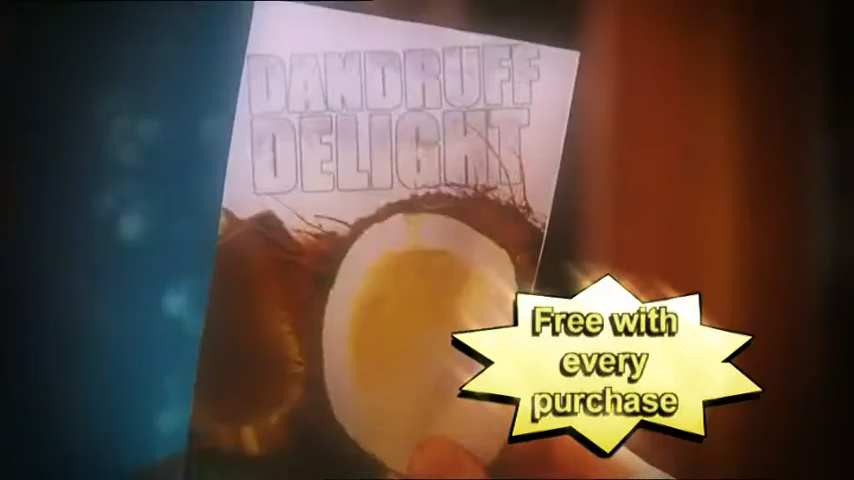 DANDRUFF
DELIGHT
Free with
every
purchase